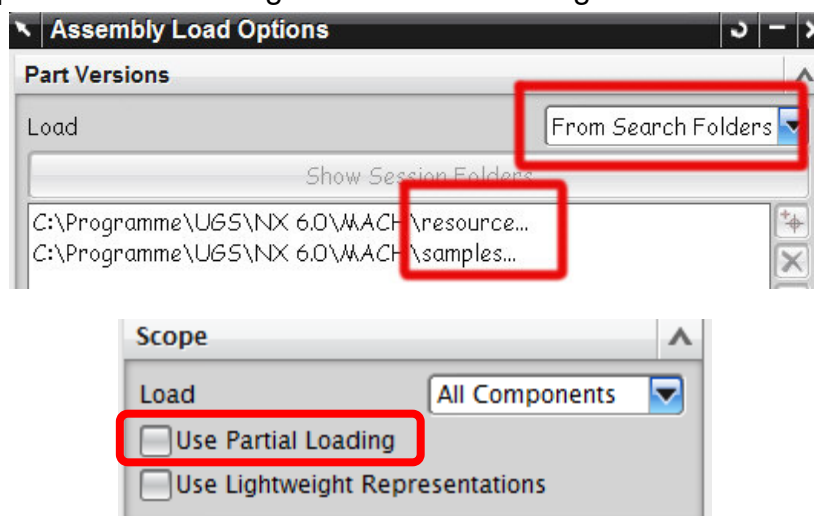 Assembly Load Options
Part Versions
Load From Search Folders
Show Session Folders
C:\Programme\UGS\NX 6.0\MACH\resource...
C:\Programme\UGS\NX 6.0\MACH\samples...
Scope
Load All Components
Use Partial Loading
Use Lightweight Representations